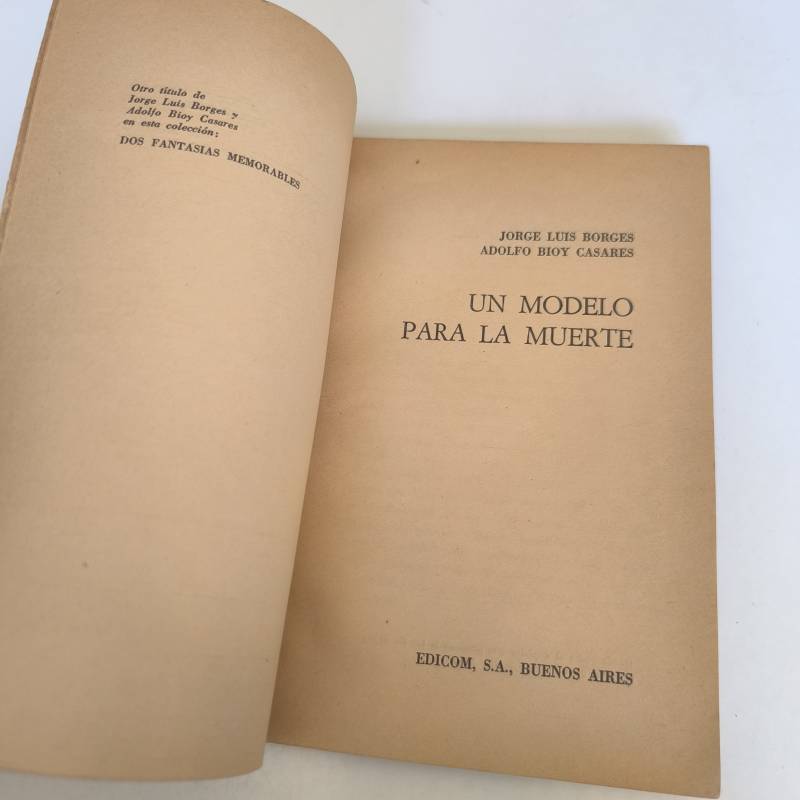 Otro título de
Jorge Luis Borges y
Adolfo Bioy Casares
en esta colección:
DOS FANTASIAS MEMORABLES
JORGE LUIS BORGES
ADOLFO BIOY CASARES
UN MODELO
PARA LA MUERTE
EDICOM, S.A., BUENOS AIRES